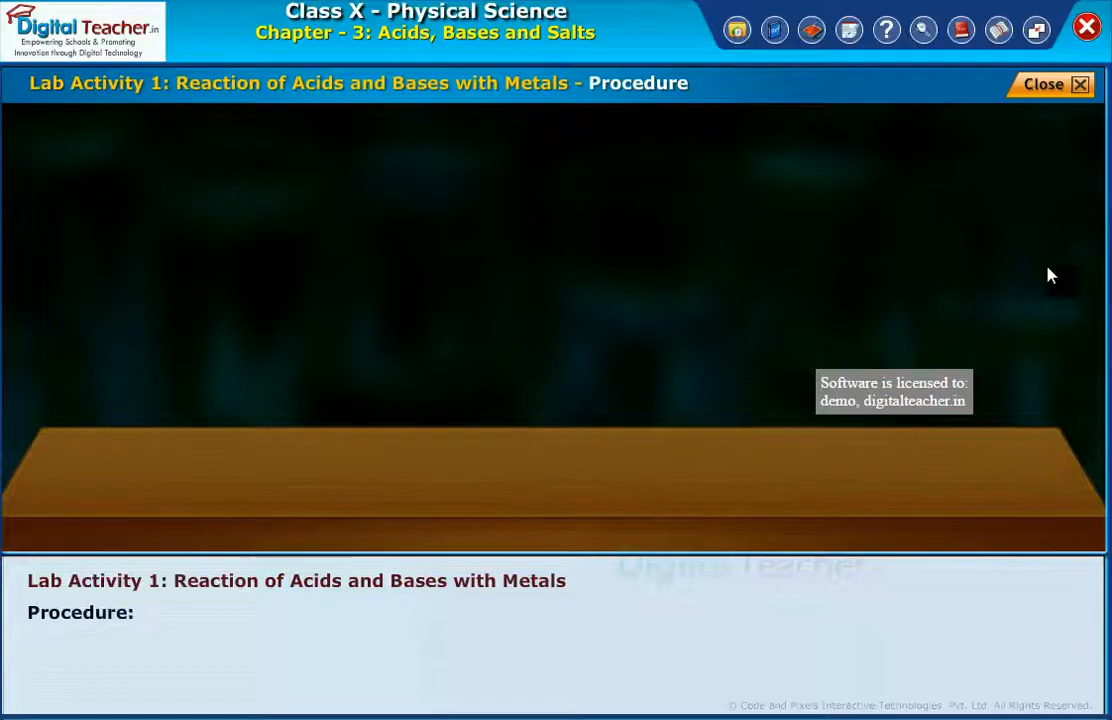 Digital Teacher.in
Empowering Schools & Promoting
Innovation through Digital Technology
Class X - Physical Science
Chapter - 3: Acids, Bases and Salts
Lab Activity 1: Reaction of Acids and Bases with Metals - Procedure
Close
Software is licensed to:
demo, digitalteacher.in
Digital Teacher
Lab Activity 1: Reaction of Acids and Bases with Metals
Procedure:
© Code and Pixels Interactive Technologies Pvt. Ltd. All Rights Reserved.